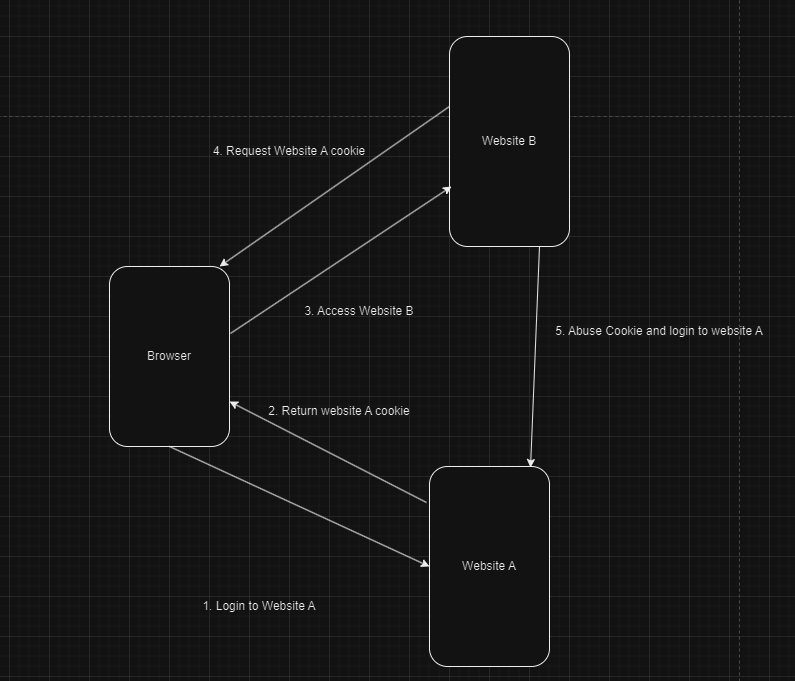 Website B
4. Request Website A cookie
3. Access Website B
5. Abuse Cookie and login to website A
Browser
2. Return website A cookie
Website A
1. Login to Website A